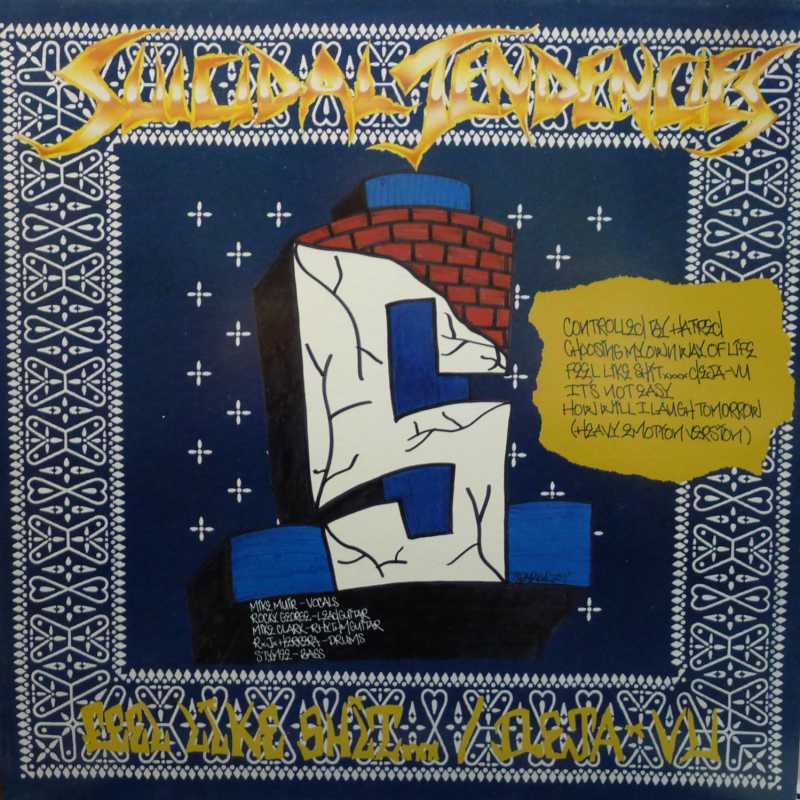 SUICIDAL TENDENCIES
CONTROLLED BY HATRED
CHOOSING MY OWN WAY OF LIFE
FEEL LIKE SHIT....DEJA-VU
IT'S NOT EASY
HOW WILL I LAUGH TOMORROW
(HEAVY EMOTION VERSION)
MIKE MUIR - VOCALS
ROCKY GEORGE - LEAD GUITAR
MIKE CLARK - RHYTHM GUITAR
RxJx HERRERA - DRUMS
STYMEE - BASS
FEEL LIKE SHIT.... / DEJA-VU